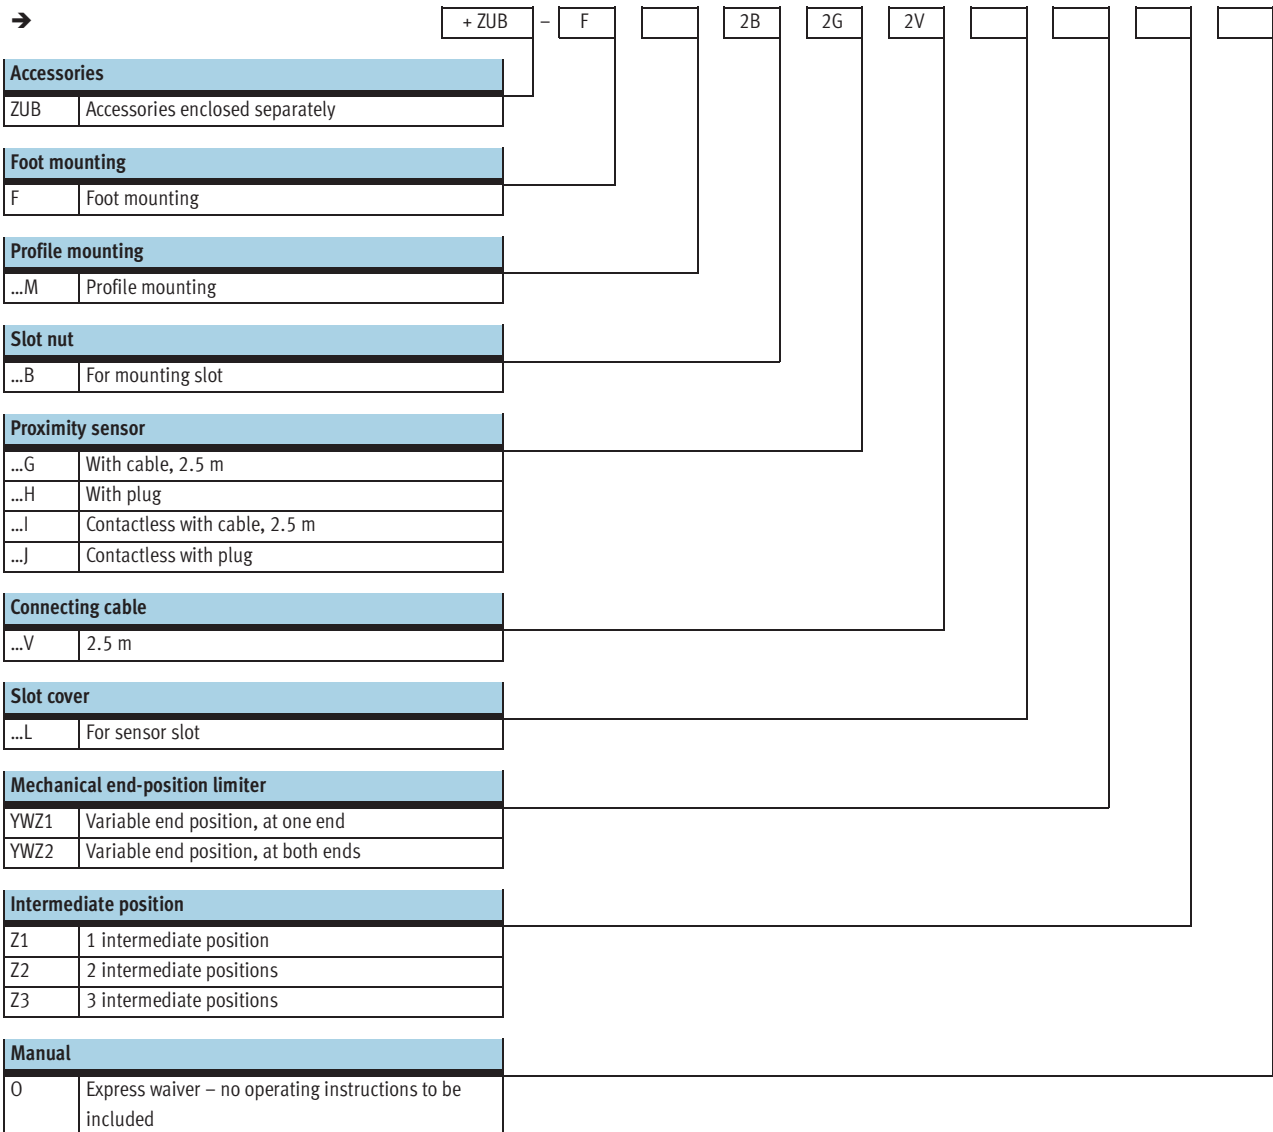 ➔ + ZUB – F 2B 2G 2V
Accessories
ZUB Accessories enclosed separately
Foot mounting
F Foot mounting
Profile mounting
...M Profile mounting
Slot nut
...B For mounting slot
Proximity sensor
...G With cable, 2.5 m
...H With plug
...I Contactless with cable, 2.5 m
...J Contactless with plug
Connecting cable
...V 2.5 m
Slot cover
...L For sensor slot
Mechanical end-position limiter
YWZ1 Variable end position, at one end
YWZ2 Variable end position, at both ends
Intermediate position
Z1 1 intermediate position
Z2 2 intermediate positions
Z3 3 intermediate positions
Manual
O Express waiver – no operating instructions to be
included